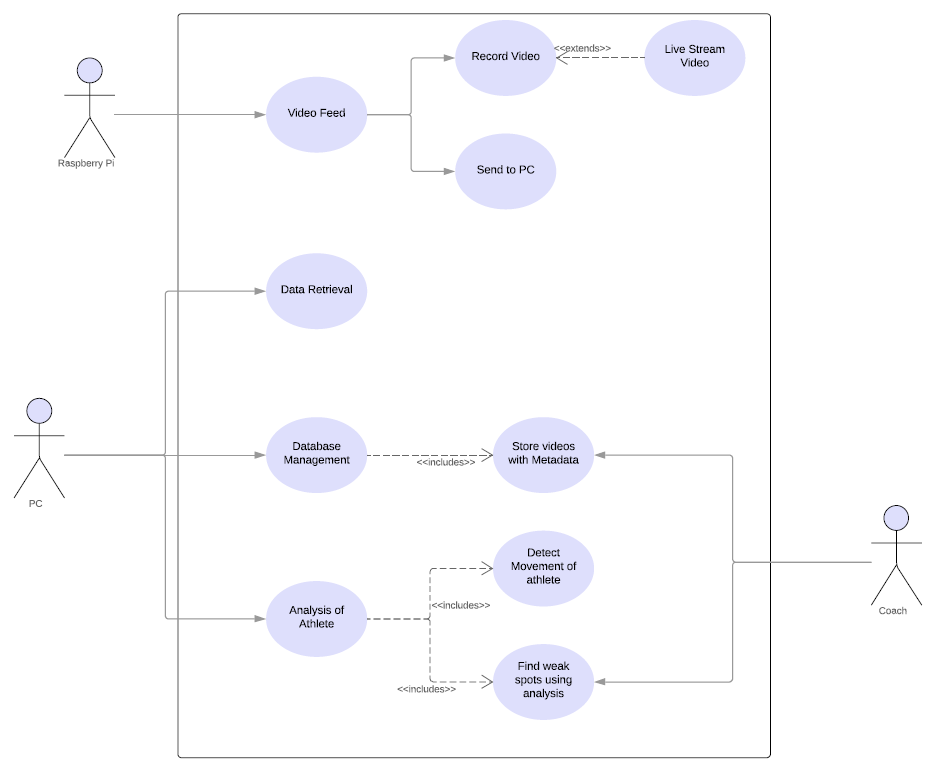 Record Video
<<extends>>
Live Stream
Video
Video Feed
Raspberry Pi
Send to PC
Data Retrieval
Database
Management
<<includes>>
Store videos
with Metadata
PC
Detect
Movement of
athlete
<<includes>>
Analysis of
Athlete
Coach
Find weak
spots using
analysis
<<includes>>